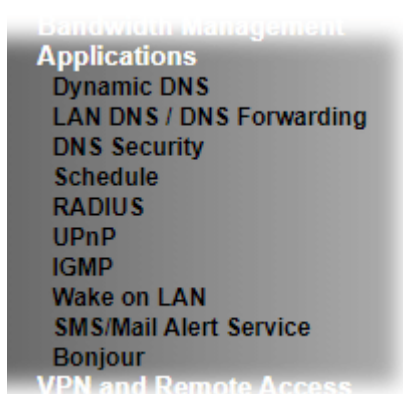 Bandwidth Management
Applications
Dynamic DNS
LAN DNS / DNS Forwarding
DNS Security
Schedule
RADIUS
UPnP
IGMP
Wake on LAN
SMS/Mail Alert Service
Bonjour
VPN and Remote Access